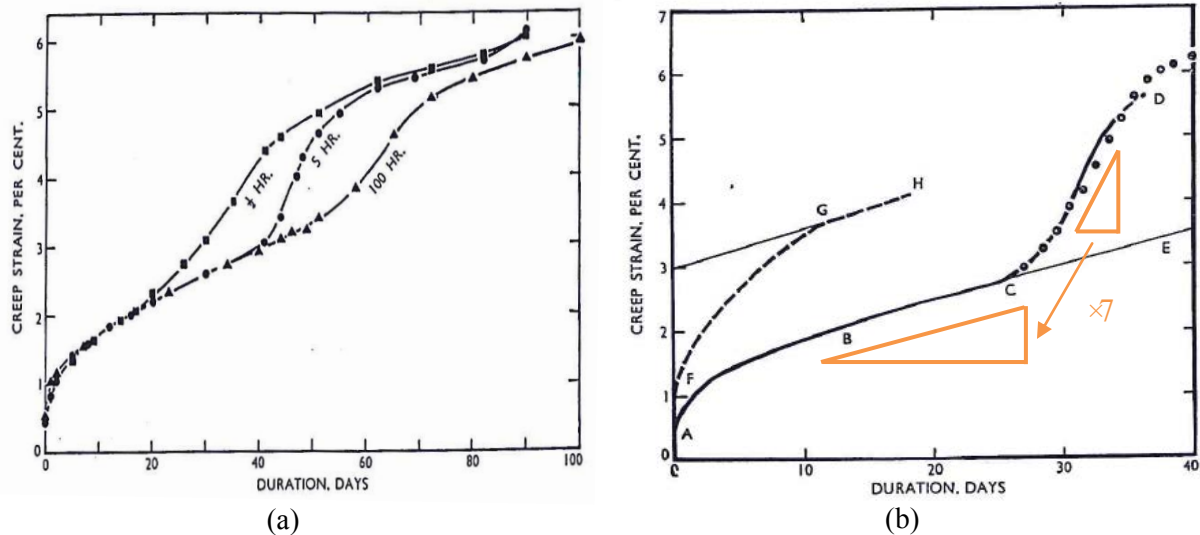 6
5
4
3
2
1
0
0
20
40
60
80
100
CREEP STRAIN, PER CENT.
DURATION, DAYS
½ HR.
5 HR.
100 HR.
(a)
7
6
5
4
3
2
1
0
0
10
20
30
40
CREEP STRAIN, PER CENT.
DURATION, DAYS
A
B
C
D
E
F
G
H
×7
(b)